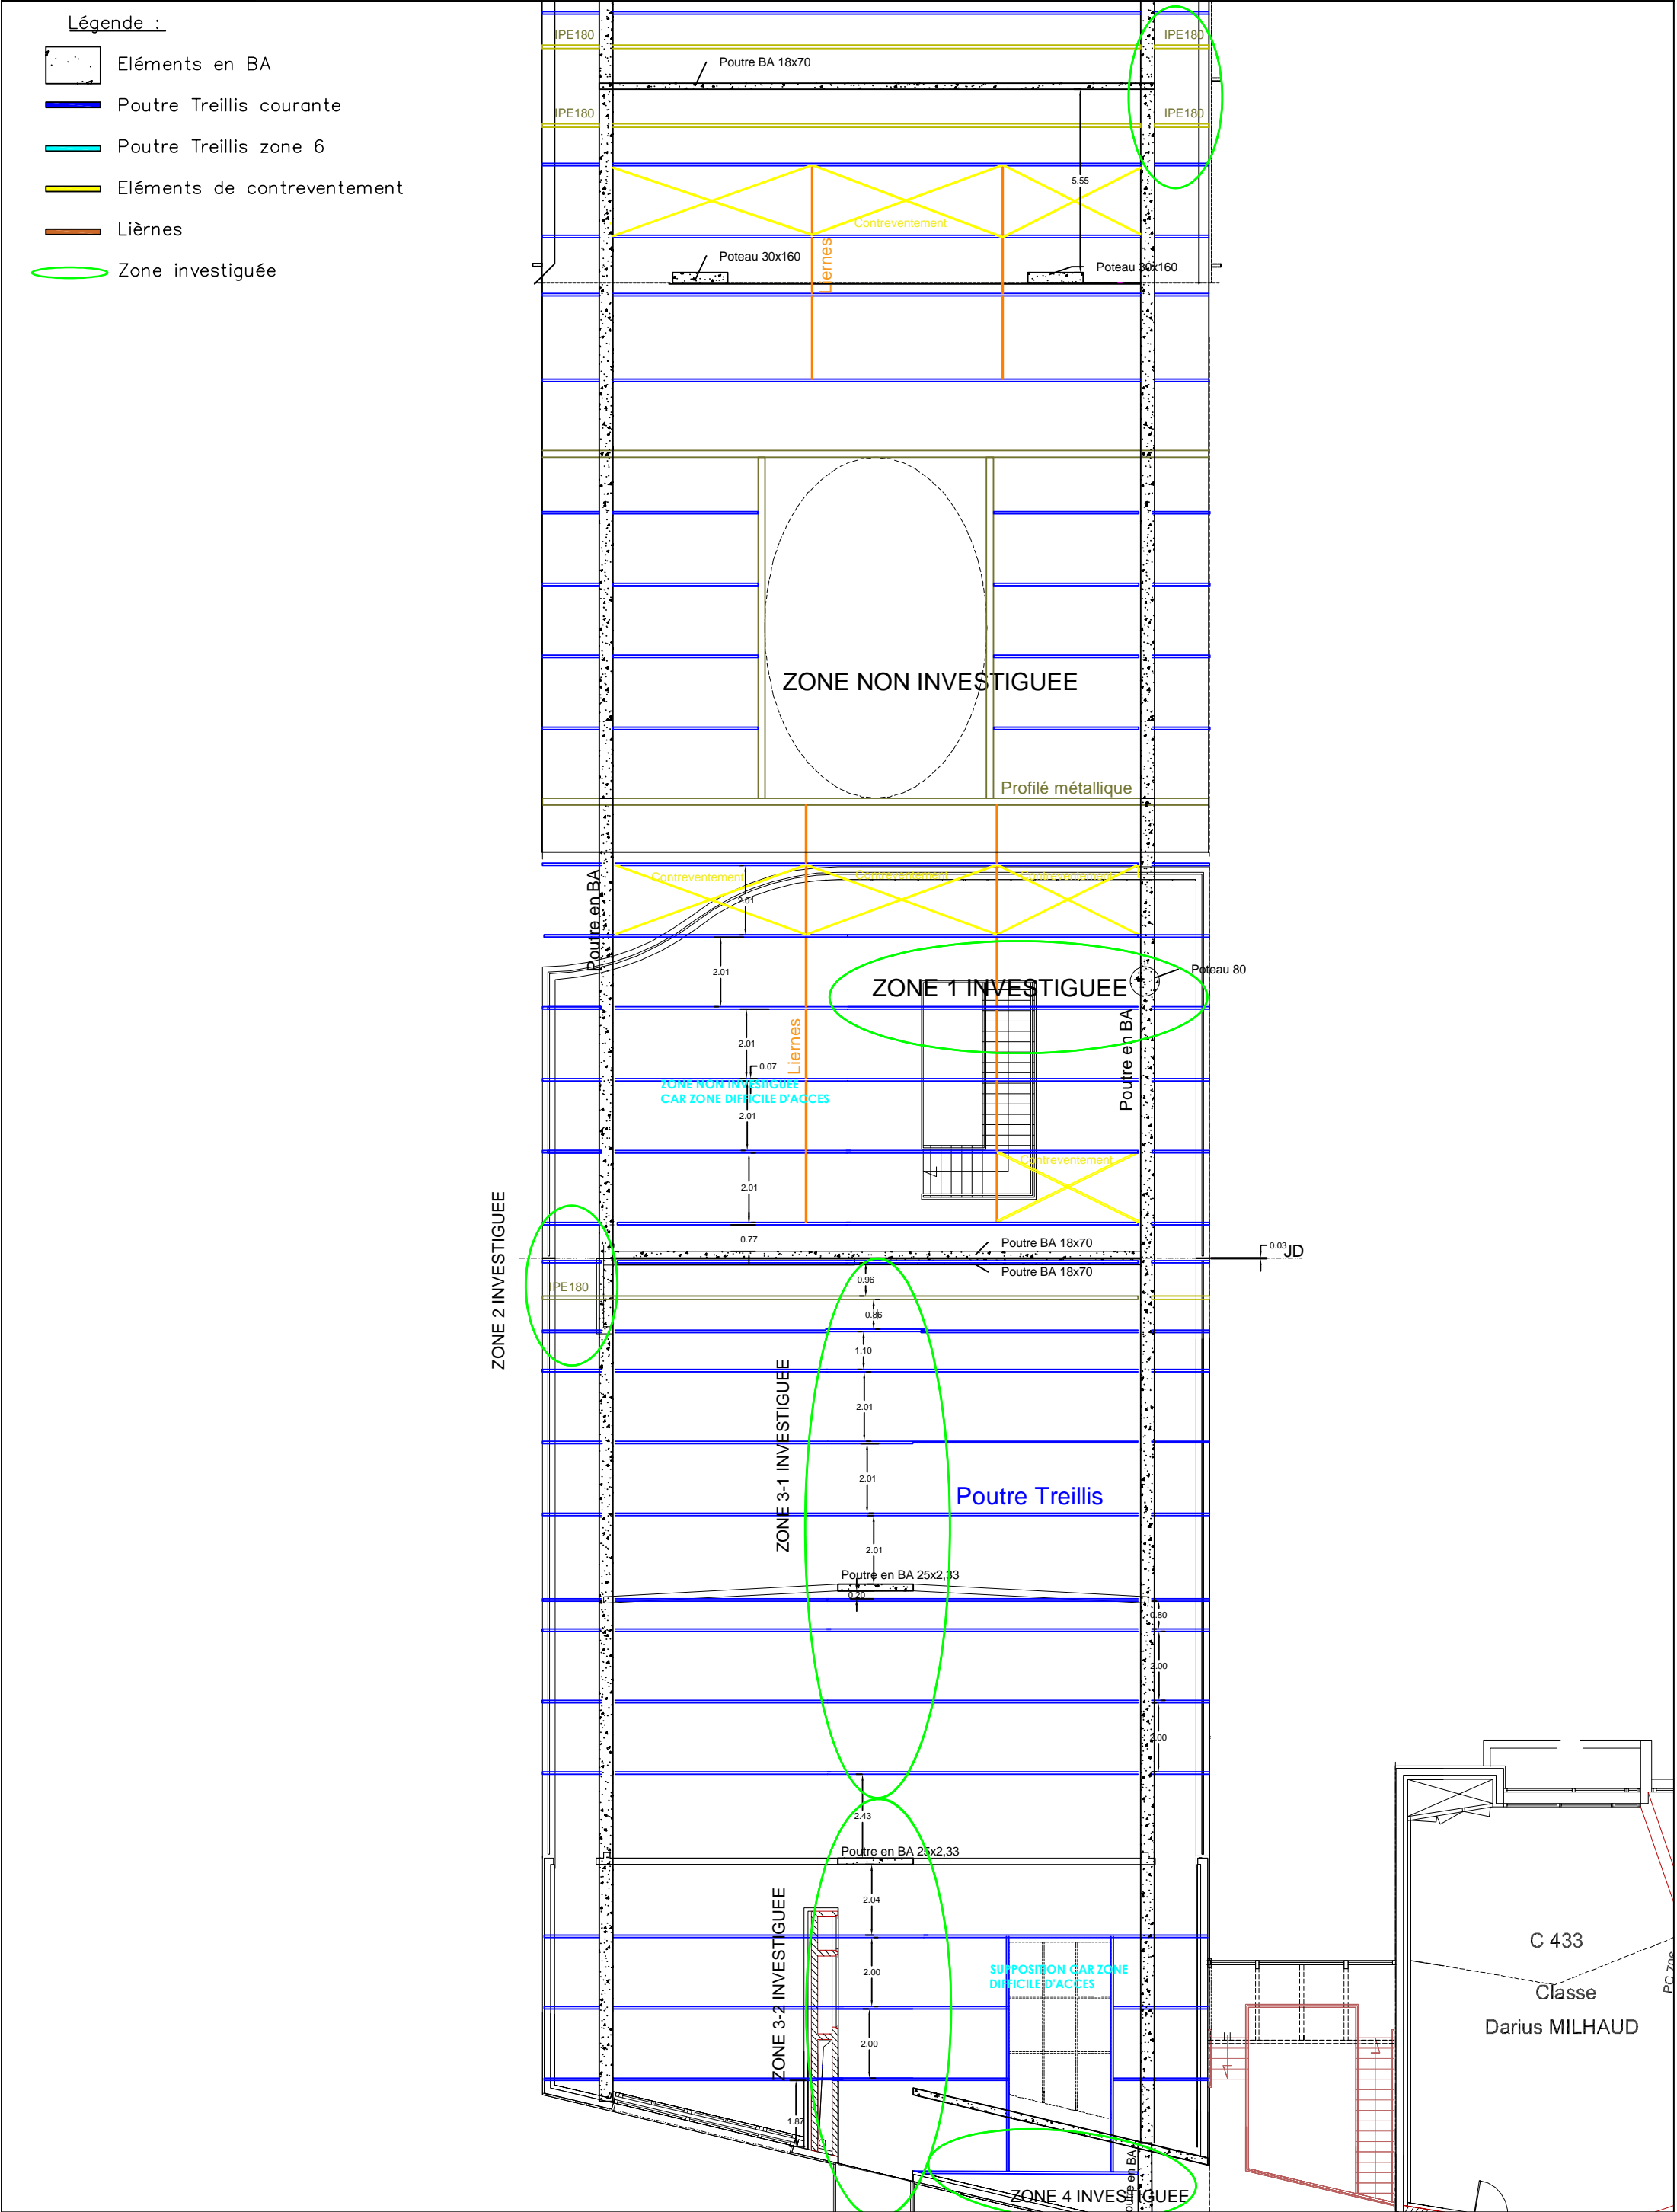 Légende :
Eléments en BA
Poutre Treillis courante
Poutre Treillis zone 6
Eléments de contreventement
Lièrnes
Zone investiguée
IPE180
IPE180
Poutre BA 18x70
IPE180
IPE180
5.55
Contreventement
Poteau 30x160
Liernes
Poteau 30x160
ZONE NON INVESTIGUEE
Profilé métallique
Poutre en BA
Contreventement
Contreventement
Contreventement
2.01
2.01
ZONE 1 INVESTIGUEE
Poteau 80
Poutre en BA
Liernes
2.01
0.07
ZONE NON INVESTIGUEE
CAR ZONE DIFFICILE D'ACCES
2.01
Contreventement
2.01
ZONE 2 INVESTIGUEE
0.77
Poutre BA 18x70
0.03
JD
Poutre BA 18x70
IPE180
0.96
0.86
1.10
ZONE 3-1 INVESTIGUEE
2.01
2.01
Poutre Treillis
2.01
Poutre en BA 25x2,33
0.20
0.80
2.00
2.00
2.43
Poutre en BA 25x2,33
2.04
ZONE 3-2 INVESTIGUEE
2.00
SUPPOSITION CAR ZONE
DIFFICILE D'ACCES
2.00
1.87
C 433
Classe
Darius MILHAUD
Poutre en BA
ZONE 4 INVESTIGUEE